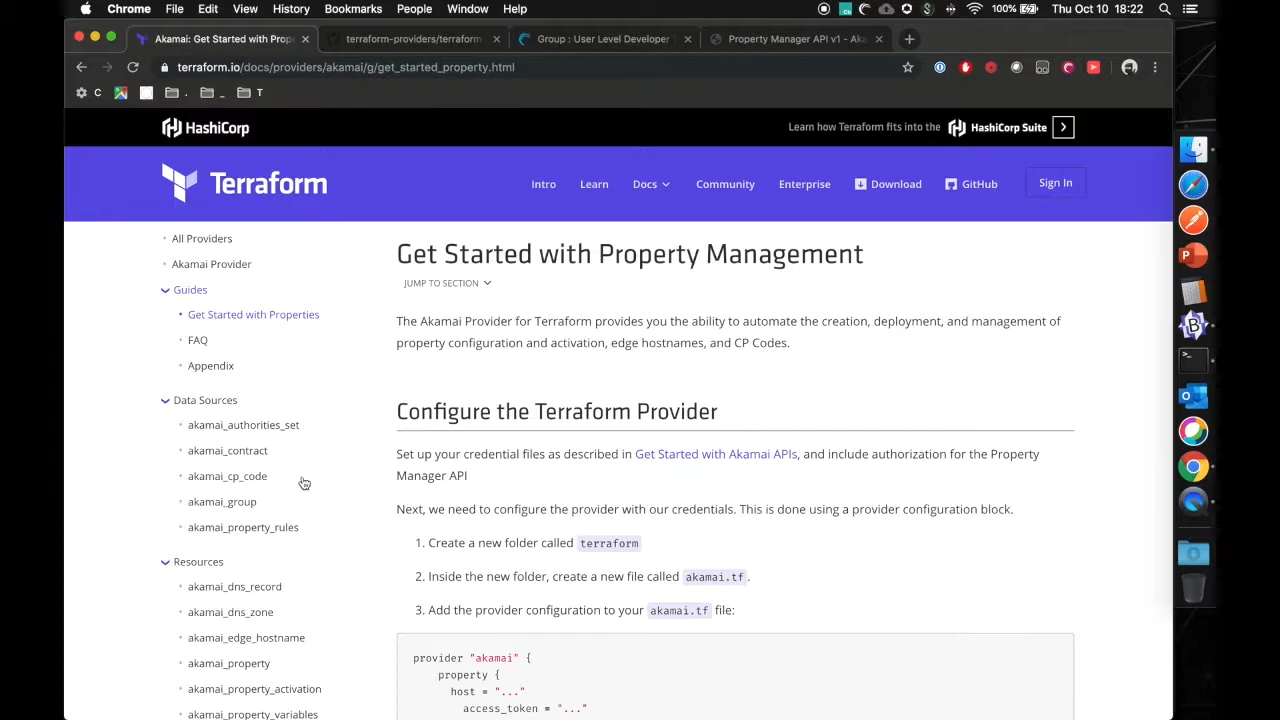 Chrome File Edit View History Bookmarks People Window Help 100% Thu Oct 10 18:22
Akamai: Get Started with Prop terraform-providers/terrafor Group : User Level Developer Property Manager API v1 - Aka
terraform.io/docs/providers/akamai/g/get_started_property.html
C . _ T
HashiCorp Learn how Terraform fits into the HashiCorp Suite
Terraform Intro Learn Docs Community Enterprise Download GitHub Sign In
All Providers
Akamai Provider
Guides
Get Started with Properties
FAQ
Appendix
Data Sources
akamai_authorities_set
akamai_contract
akamai_cp_code
akamai_group
akamai_property_rules
Resources
akamai_dns_record
akamai_dns_zone
akamai_edge_hostname
akamai_property
akamai_property_activation
akamai_property_variables
Get Started with Property Management
JUMP TO SECTION
The Akamai Provider for Terraform provides you the ability to automate the creation, deployment, and management of
property configuration and activation, edge hostnames, and CP Codes.
Configure the Terraform Provider
Set up your credential files as described in Get Started with Akamai APIs, and include authorization for the Property
Manager API
Next, we need to configure the provider with our credentials. This is done using a provider configuration block.
1. Create a new folder called terraform
2. Inside the new folder, create a new file called akamai.tf.
3. Add the provider configuration to your akamai.tf file:
provider "akamai" {
property {
host = "..."
access_token = "..."